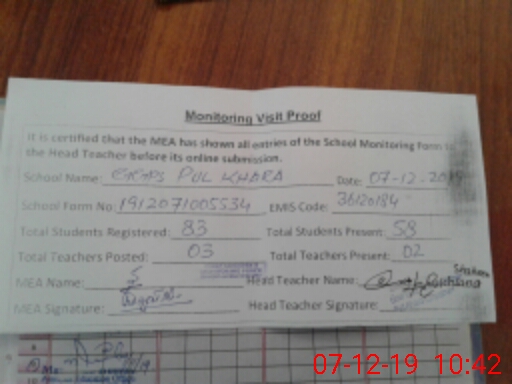 Monitoring Visit Proof
It is certified that the MEA has shown all entries of the School Monitoring Form to
the Head Teacher before its online submission.
School Name: GGPS PUL KHARA Date: 07-12-2019
School Form No: 1912071005534 EMIS Code: 36120184
Total Students Registered: 83 Total Students Present: 58
Total Teachers Posted: 03 Total Teachers Present: 02
MEA Name: Head Teacher Name:
MEA Signature: Head Teacher Signature:
07-12-19 10:42